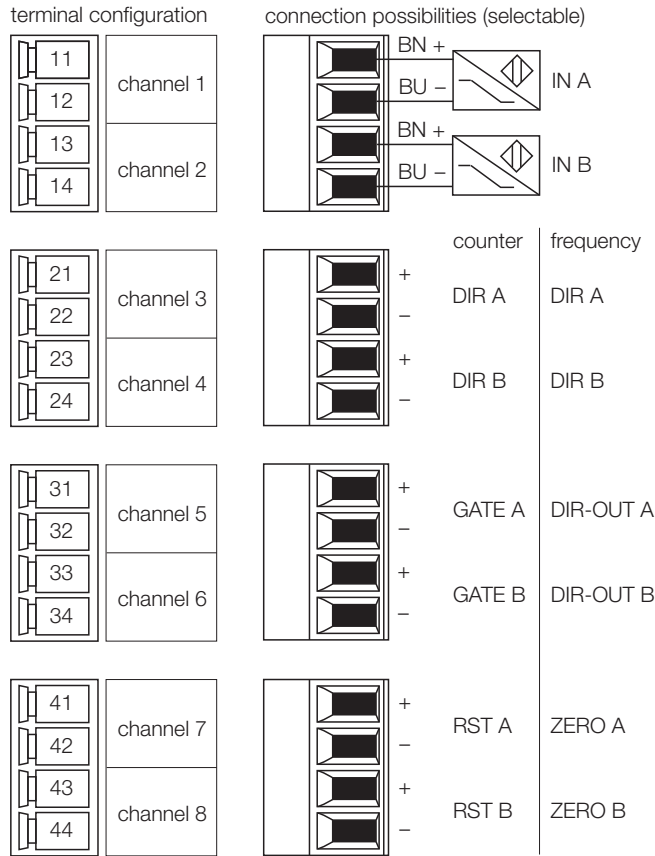 terminal configuration
connection possibilities (selectable)
11
12
13
14
channel 1
channel 2
BN +
BU –
IN A
BN +
BU –
IN B
counter
frequency
21
22
23
24
channel 3
channel 4
+
–
+
–
DIR A
DIR A
DIR B
DIR B
31
32
33
34
channel 5
channel 6
+
–
+
–
GATE A
DIR-OUT A
GATE B
DIR-OUT B
41
42
43
44
channel 7
channel 8
+
–
+
–
RST A
ZERO A
RST B
ZERO B